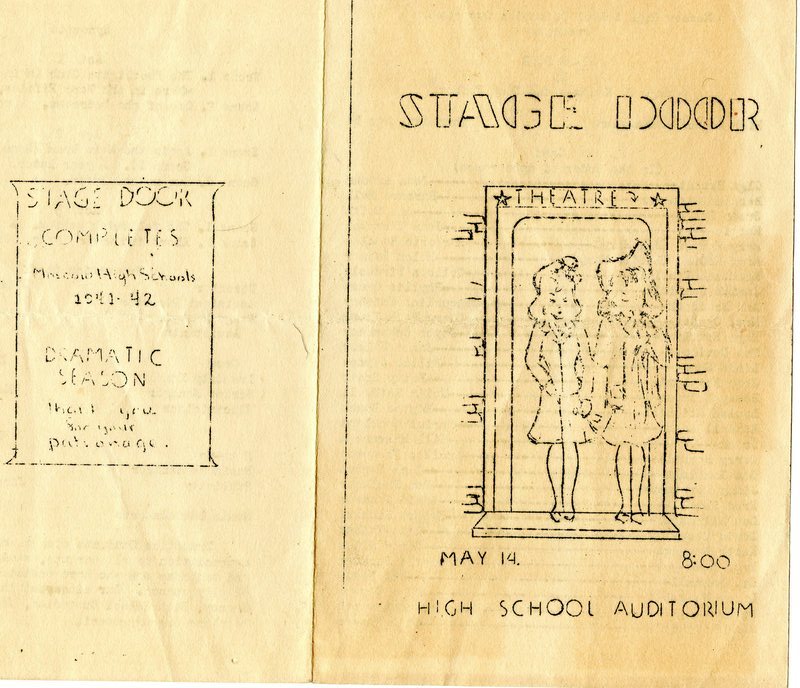 STAGE DOOR
COMPLETES
Moscow High Schools
1941-42
DRAMATIC
SEASON
thank you
for your
patronage.
STAGE DOOR
THEATRE
MAY 14.
8:00
HIGH SCHOOL AUDITORIUM